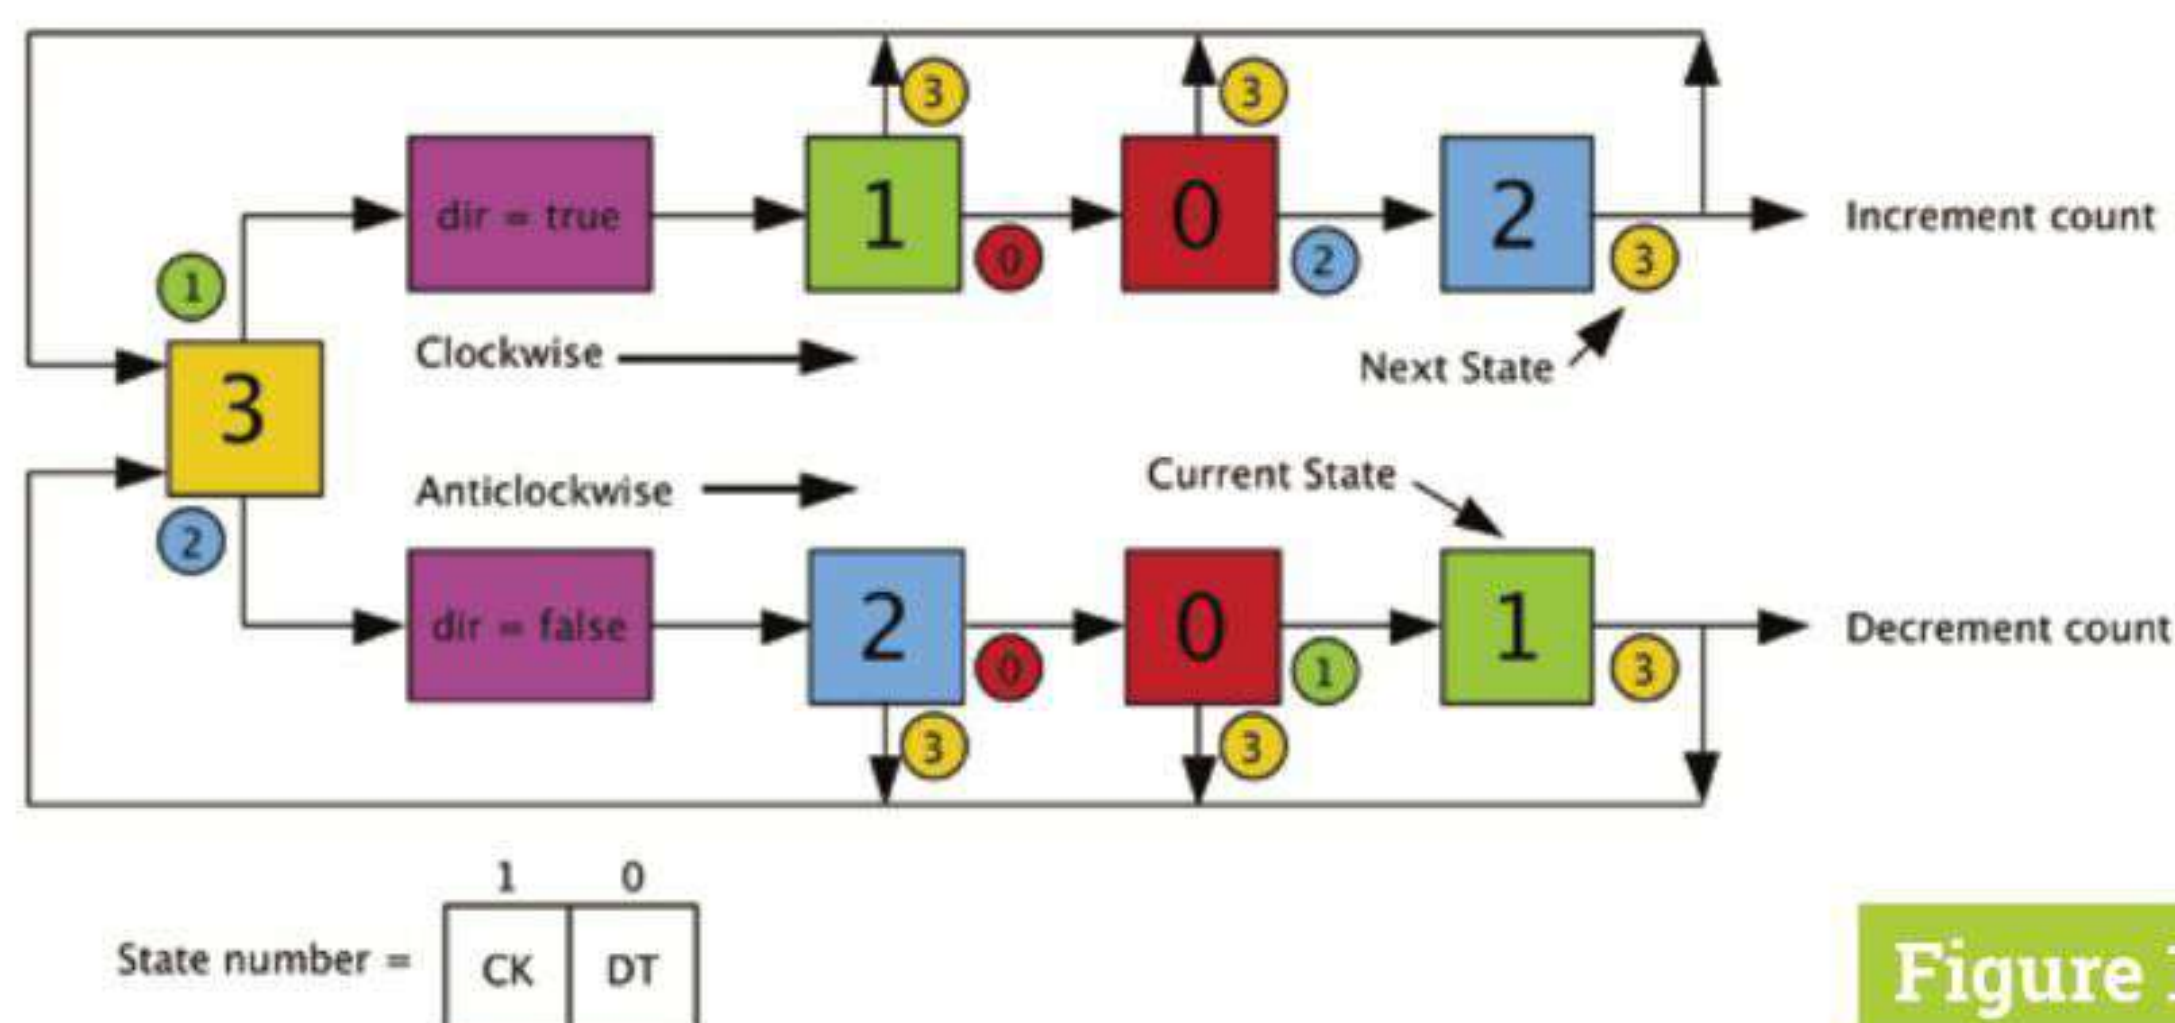 3
3
dir = true
1
0
2
Increment count
0
2
3
1
Clockwise
Next State
3
Anticlockwise
Current State
2
dir = false
2
0
1
Decrement count
0
1
3
3
3
1 0
State number =
CK DT
Figure